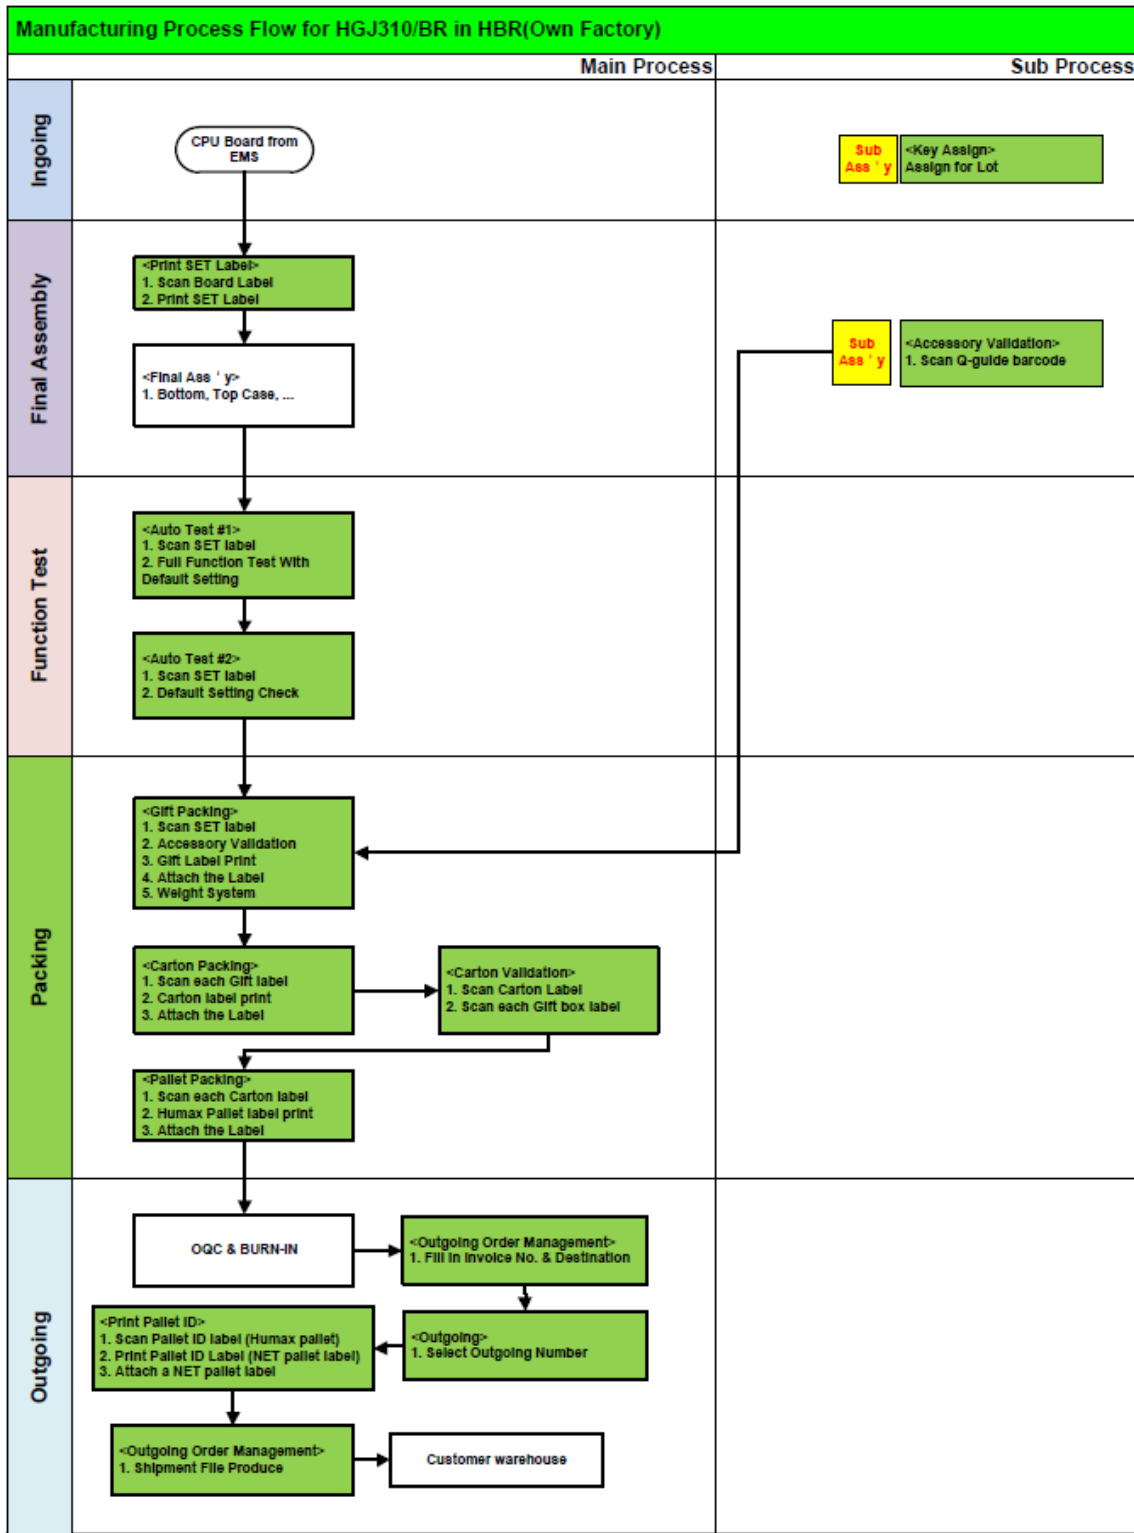 Manufacturing Process Flow for HGJ310/BR in HBR(Own Factory)
Main Process
Sub Process
Ingoing
CPU Board from
EMS
Sub
Ass ' y
<Key Assign>
Assign for Lot
Final Assembly
<Print SET Label>
1. Scan Board Label
2. Print SET Label
<Final Ass ' y>
1. Bottom, Top Case, ...
Sub
Ass ' y
<Accessory Validation>
1. Scan Q-guide barcode
Function Test
<Auto Test #1>
1. Scan SET label
2. Full Function Test With
Default Setting
<Auto Test #2>
1. Scan SET label
2. Default Setting Check
Packing
<Gift Packing>
1. Scan SET label
2. Accessory Validation
3. Gift Label Print
4. Attach the Label
5. Weight System
<Carton Packing>
1. Scan each Gift label
2. Carton label print
3. Attach the Label
<Carton Validation>
1. Scan Carton Label
2. Scan each Gift box label
<Pallet Packing>
1. Scan each Carton label
2. Humax Pallet label print
3. Attach the Label
Outgoing
OQC & BURN-IN
<Outgoing Order Management>
1. Fill in Invoice No. & Destination
<Outgoing>
1. Select Outgoing Number
<Print Pallet ID>
1. Scan Pallet ID label (Humax pallet)
2. Print Pallet ID Label (NET pallet label)
3. Attach a NET pallet label
<Outgoing Order Management>
1. Shipment File Produce
Customer warehouse